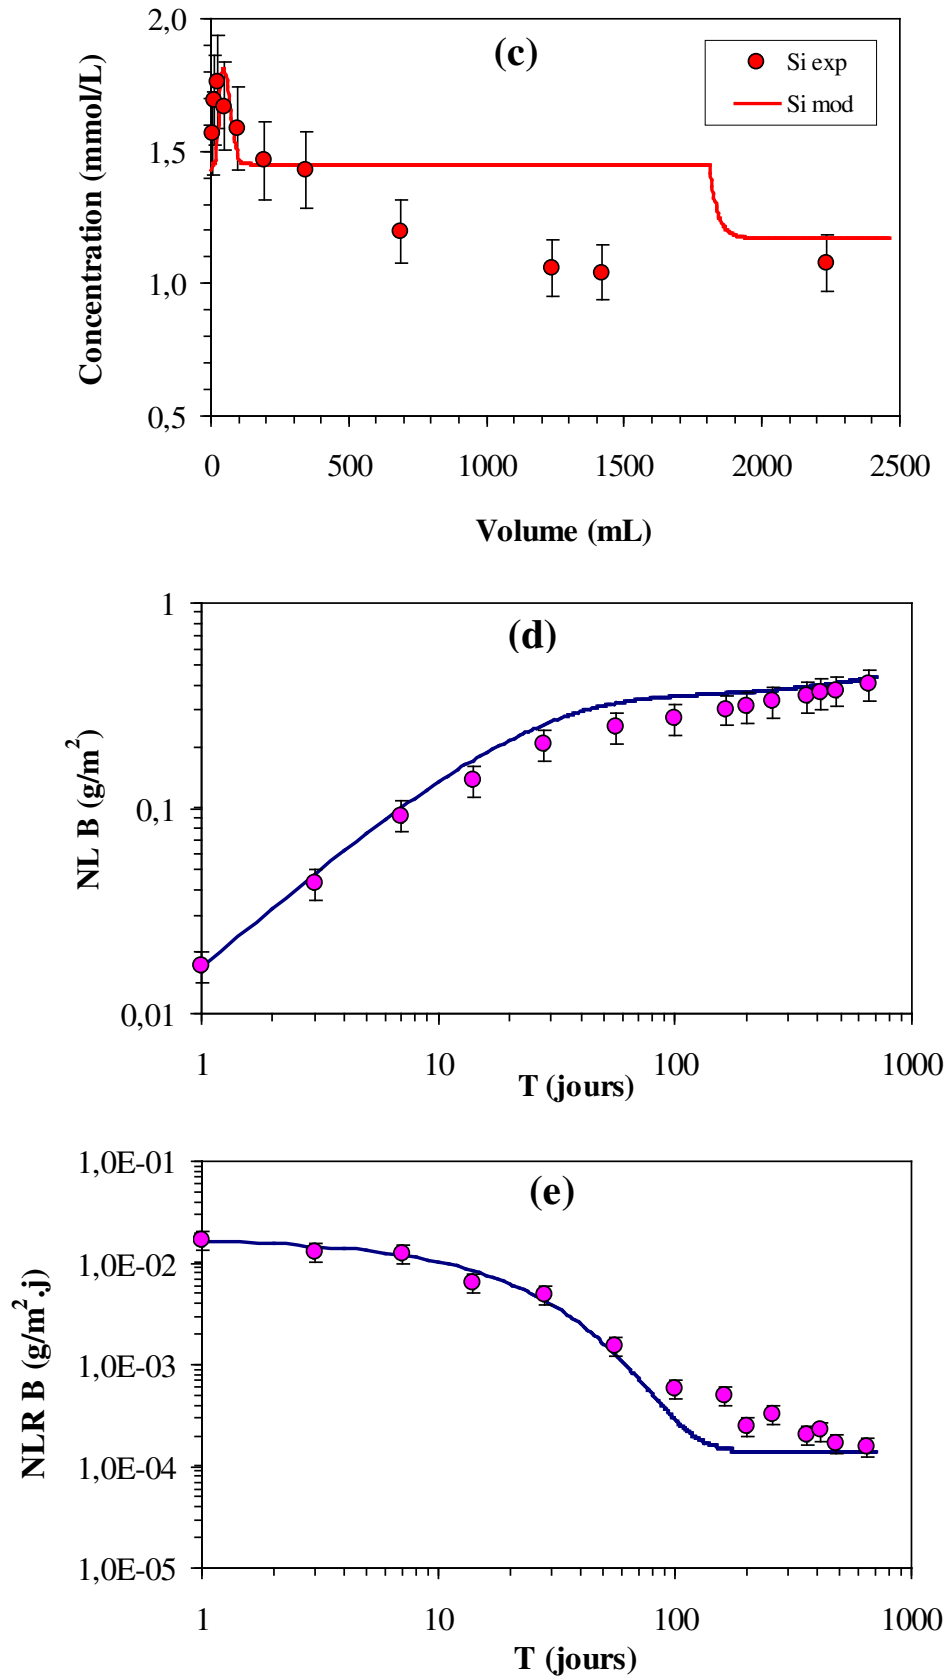 2,0
(c)
Si exp
Si mod
1,5
1,0
0,5
Concentration (mmol/L)
0 500 1000 1500 2000 2500
Volume (mL)
1
(d)
0,1
0,01
NL B (g/m²)
1 10 100 1000
T (jours)
1,0E-01
(e)
1,0E-02
1,0E-03
1,0E-04
1,0E-05
NLR B (g/m².j)
1 10 100 1000
T (jours)